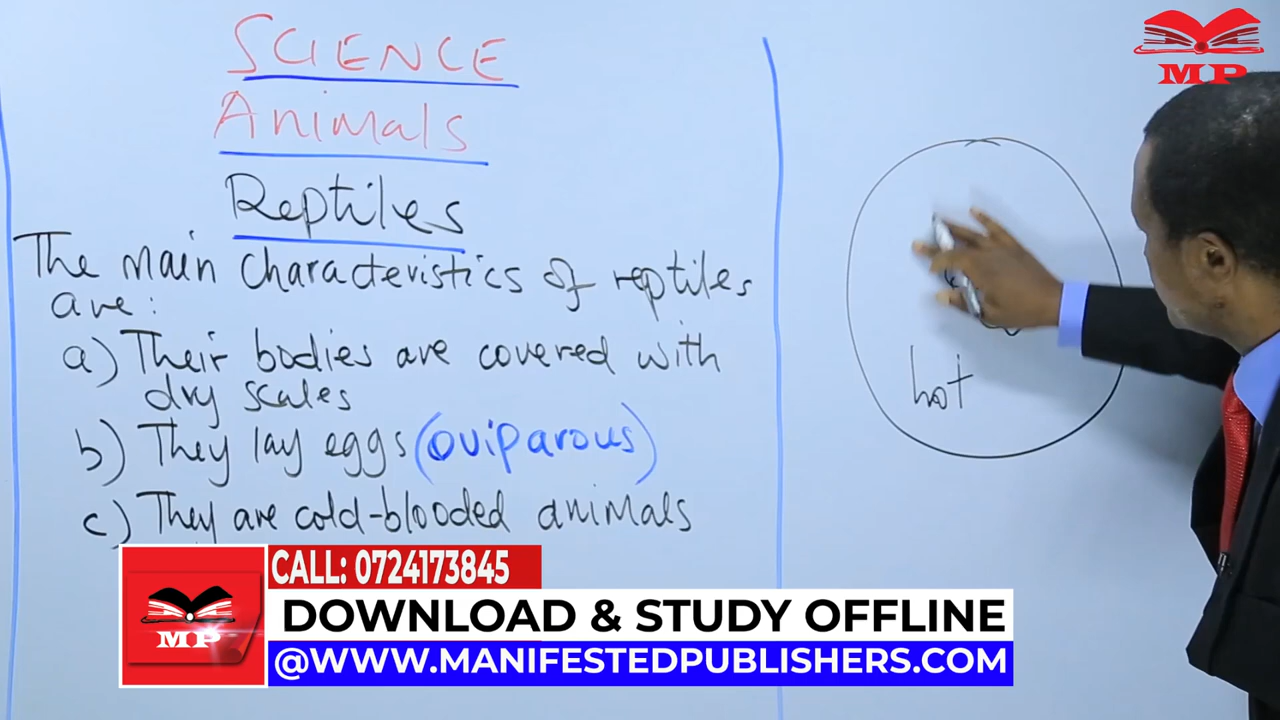 SCIENCE
Animals
Reptiles
The main characteristics of reptiles
are:
a) Their bodies are covered with
dry scales
b) They lay eggs (oviparous)
c) They are cold-blooded animals
hot
MP
MP
CALL: 0724173845
DOWNLOAD & STUDY OFFLINE
@WWW.MANIFESTEDPUBLISHERS.COM